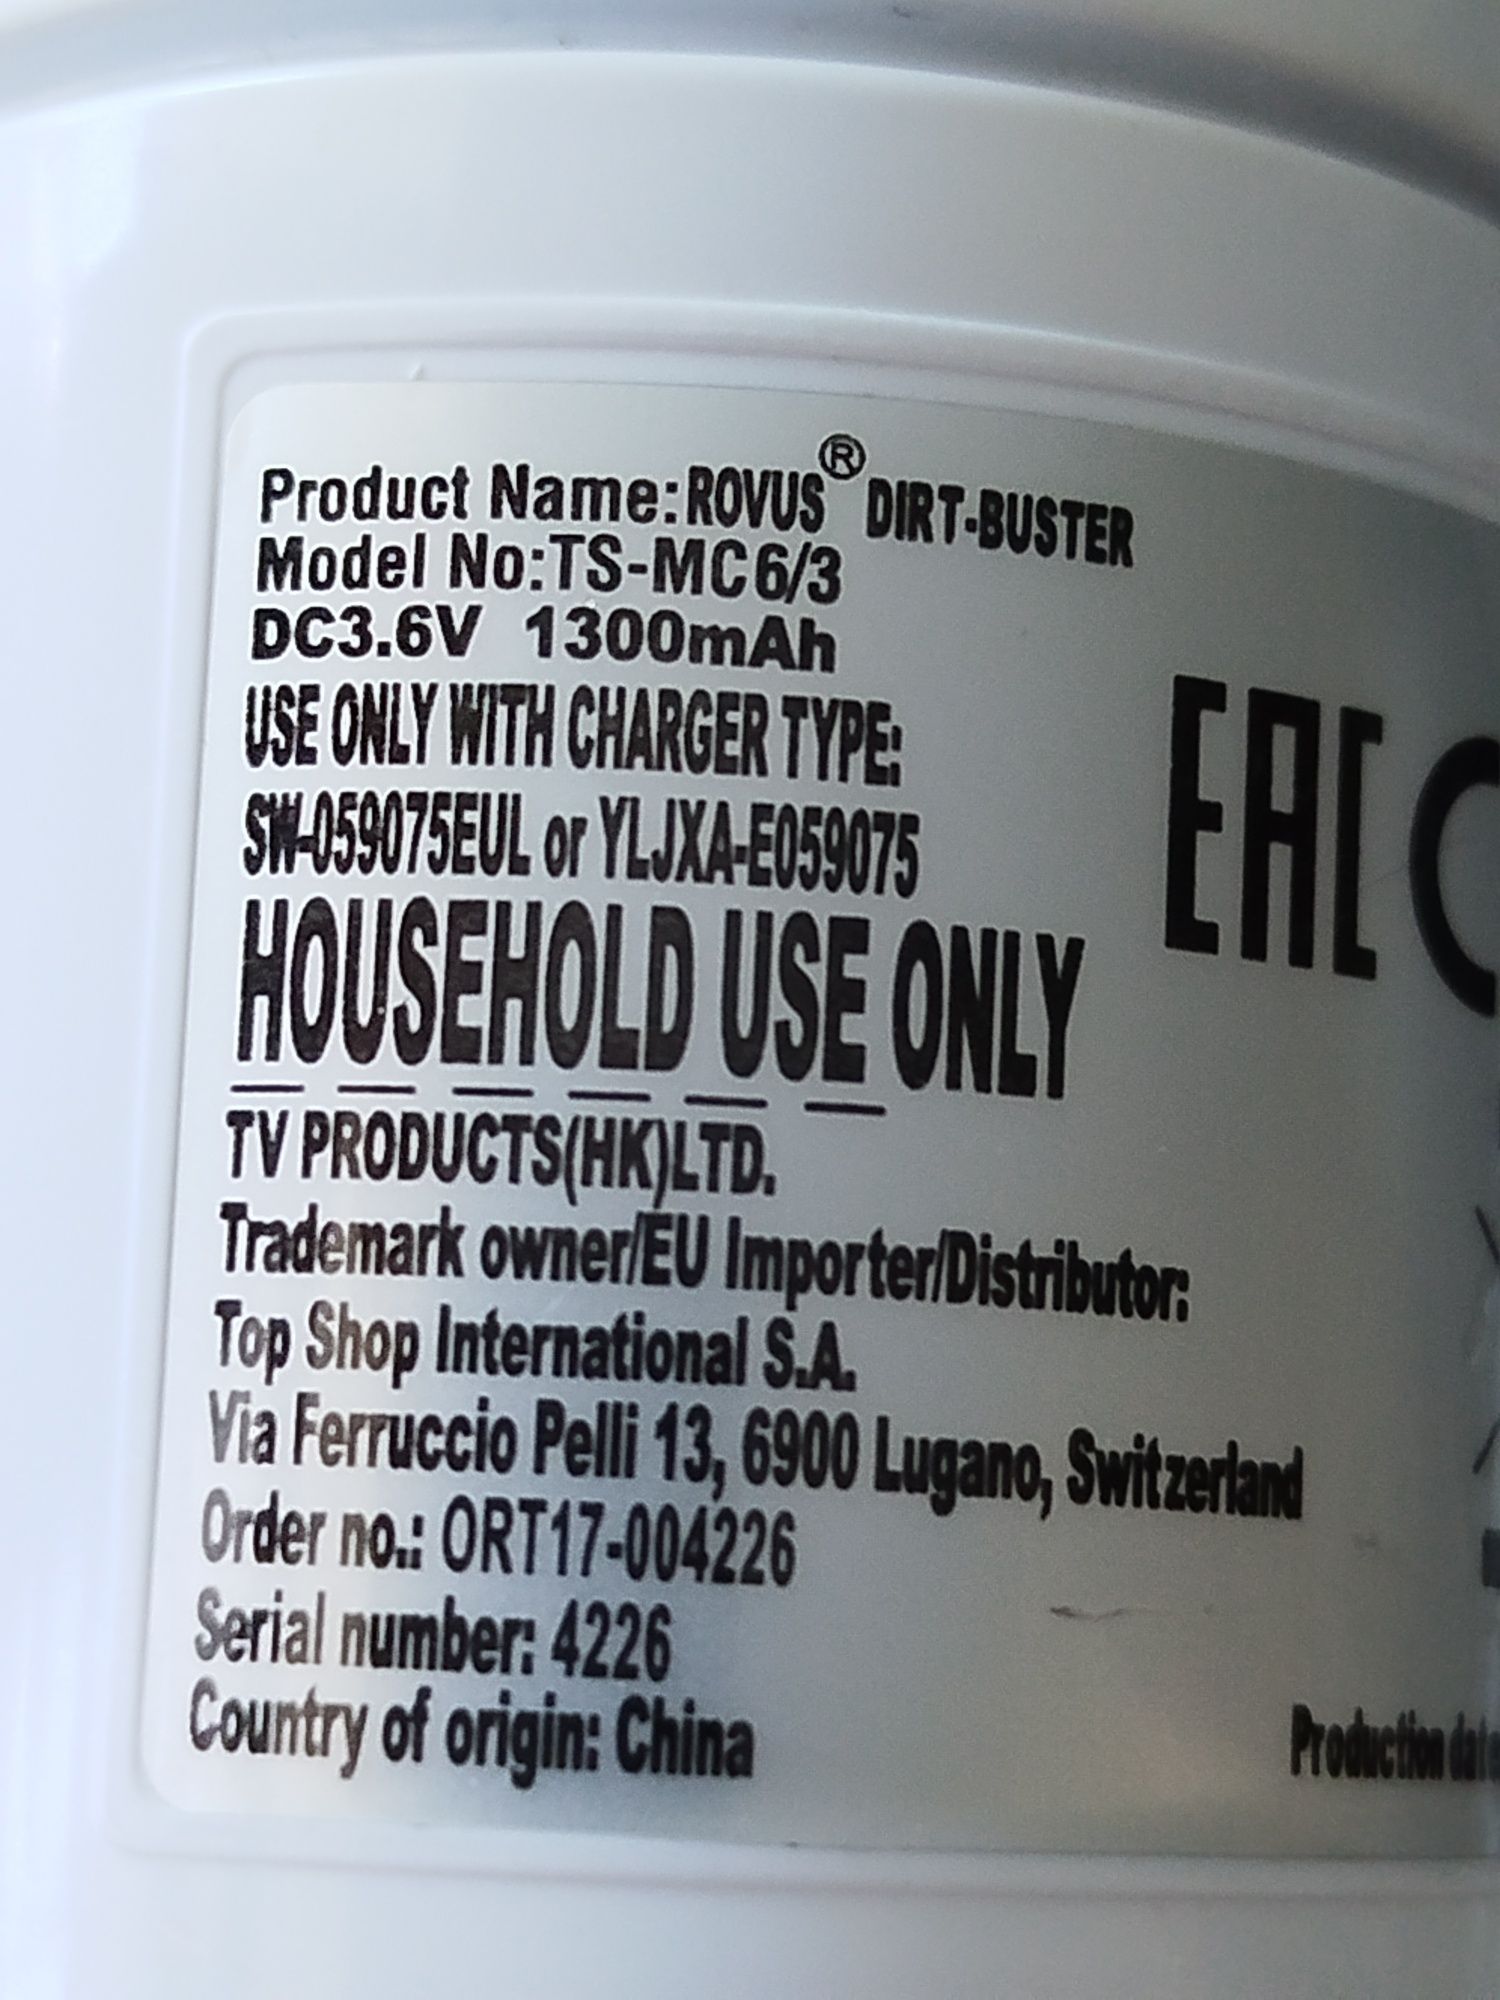 Product Name:ROVUS® DIRT-BUSTER
Model No:TS-MC6/3
DC3.6V 1300mAh
USE ONLY WITH CHARGER TYPE:
SW-059075EUL or YLJXA-E059075
HOUSEHOLD USE ONLY
TV PRODUCTS(HK)LTD.
Trademark owner/EU Importer/Distributor:
Top Shop International S.A.
Via Ferruccio Pelli 13, 6900 Lugano, Switzerland
Order no.: ORT17-004226
Serial number: 4226
Country of origin: China
EAC
Production